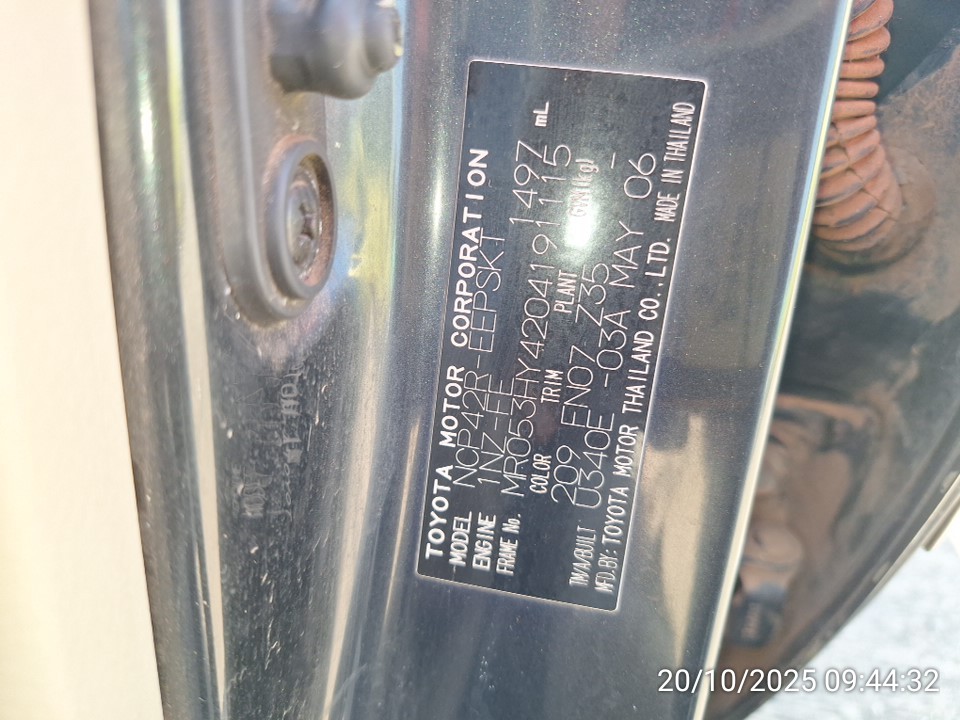 TOYOTA MOTOR CORPORATION
MODEL NCP42R-EEPSKT
ENGINE 1NZ-FE 1497 mL
FRAME No. MR053HY4204191115
COLOR TRIM PLANT GVM(kg)
209 EN07 Z35 -
TM/A/BUILT U340E -03A MAY 06
MFD.BY: TOYOTA MOTOR THAILAND CO.,LTD. MADE IN THAILAND
20/10/2025 09:44:32